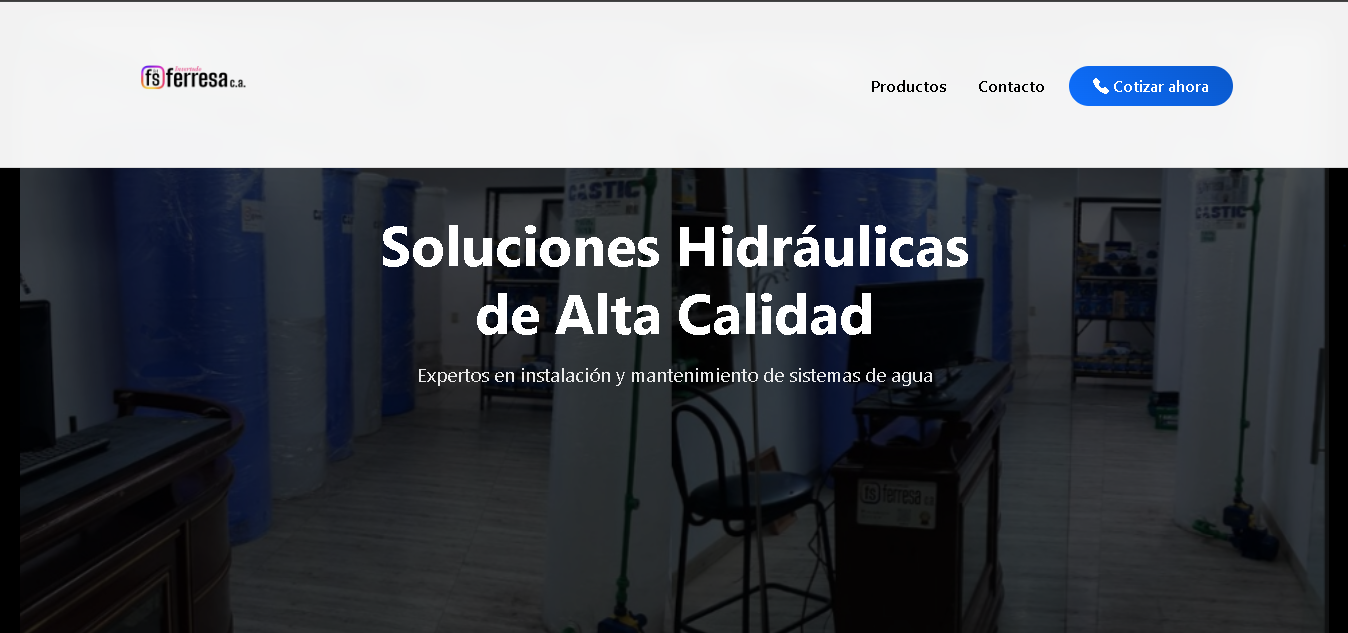 fs ferresa c.a.
Productos
Contacto
Cotizar ahora
CASTIC
CASTIC
Soluciones Hidráulicas
de Alta Calidad
Expertos en instalación y mantenimiento de sistemas de agua
fs ferresa c.a.